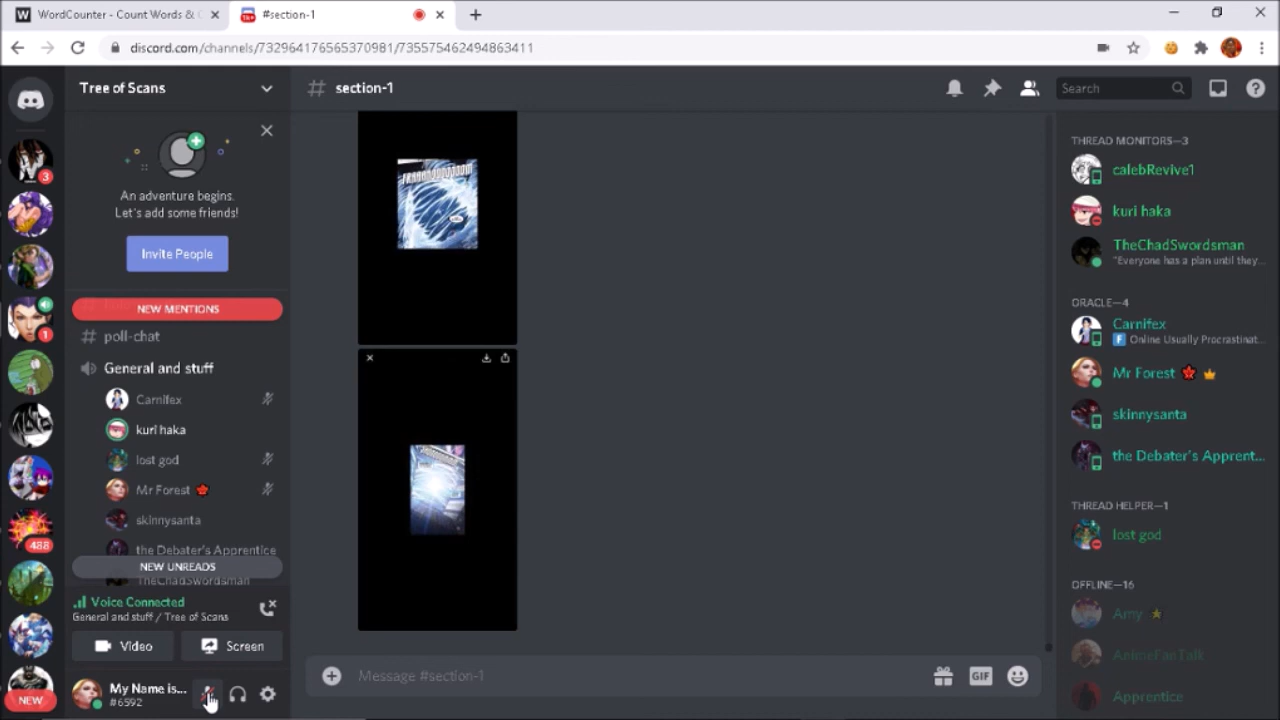 WordCounter - Count Words & C
#section-1
discord.com/channels/732964176565370981/735575462494863411
Tree of Scans
section-1
Search
An adventure begins.
Let's add some friends!
Invite People
NEW MENTIONS
poll-chat
General and stuff
Carnifex
kuri haka
lost god
Mr Forest
skinnysanta
the Debater's Apprentice
NEW UNREADS
TheChadSwordsman
Voice Connected
General and stuff / Tree of Scans
Video
Screen
My Name is...
#6592
3
1
488
NEW
Message #section-1
GIF
THREAD MONITORS—3
calebRevive1
kuri haka
TheChadSwordsman
"Everyone has a plan until they...
ORACLE—4
Carnifex
Online Usually Procrastinat...
Mr Forest
skinnysanta
the Debater's Apprent...
THREAD HELPER—1
lost god
OFFLINE—16
Amy
AnimeFanTalk
Apprentice